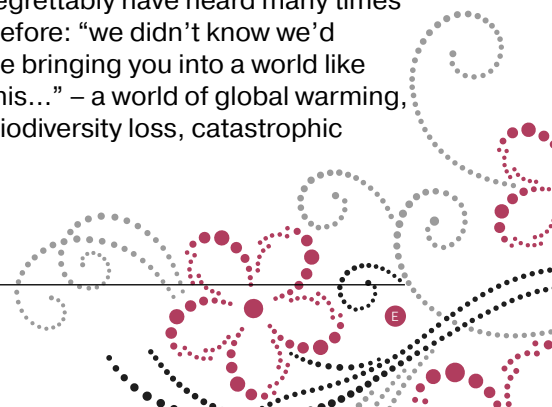 egrettably have heard many times
efore: “we didn’t know we’d
e bringing you into a world like
his...” – a world of global warming,
iodiversity loss, catastrophic
E